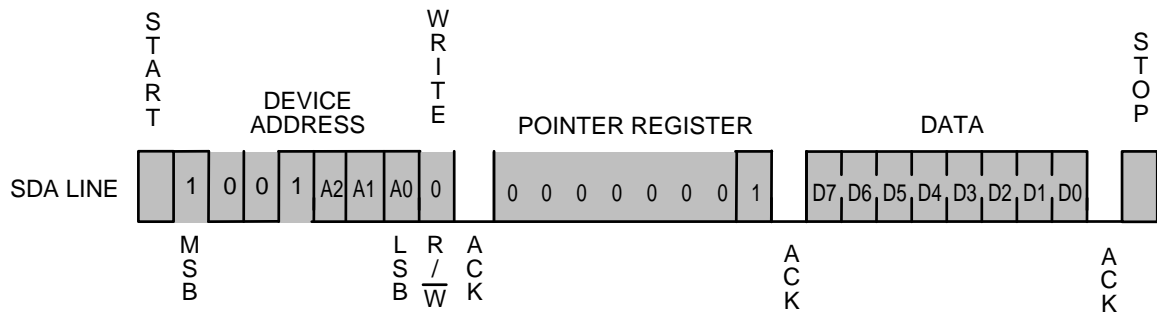 START
WRITE
STOP
DEVICE
ADDRESS
POINTER REGISTER
DATA
SDA LINE
1 0 0 1 A2 A1 A0 0
0 0 0 0 0 0 0 1
D7 D6 D5 D4 D3 D2 D1 D0
MSB
LSB
R/W
ACK
ACK
ACK